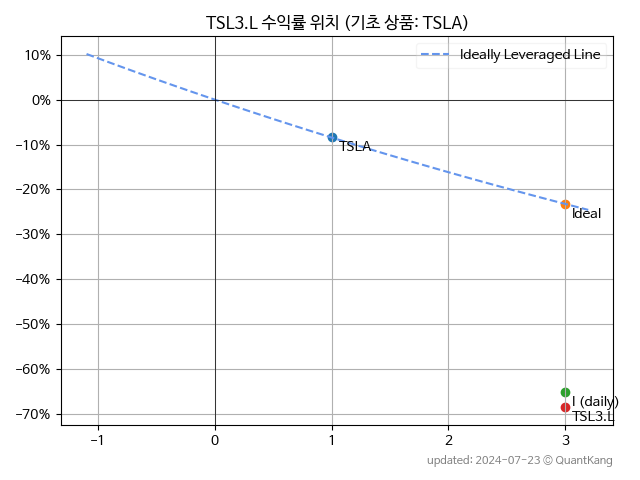 TSL3.L 수익률 위치 (기초 상품: TSLA)
Ideally Leveraged Line
10%
0%
−10%
−20%
−30%
−40%
−50%
−60%
−70%
TSLA
Ideal
I (daily)
TSL3.L
−1
0
1
2
3
updated: 2024-07-23 © QuantKang